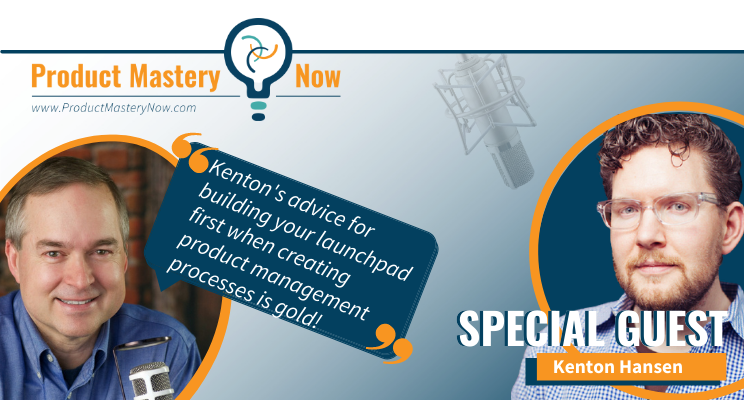 Product Mastery Now
www.ProductMasteryNow.com
Kenton's advice for
building your launchpad
first when creating
product management
processes is gold!
SPECIAL GUEST
Kenton Hansen